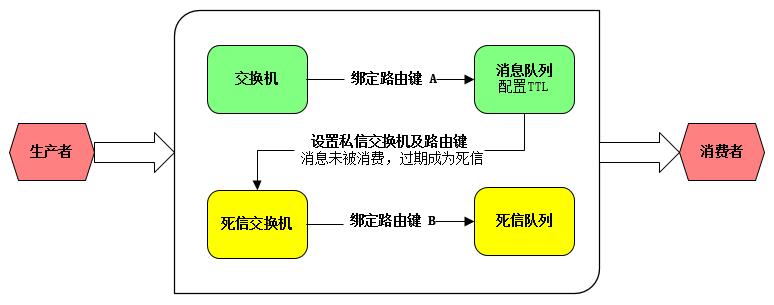 交换机
绑定路由键 A
消息队列
配置TTL
生产者
设置私信交换机及路由键
消息未被消费，过期成为死信
消费者
死信交换机
绑定路由键 B
死信队列